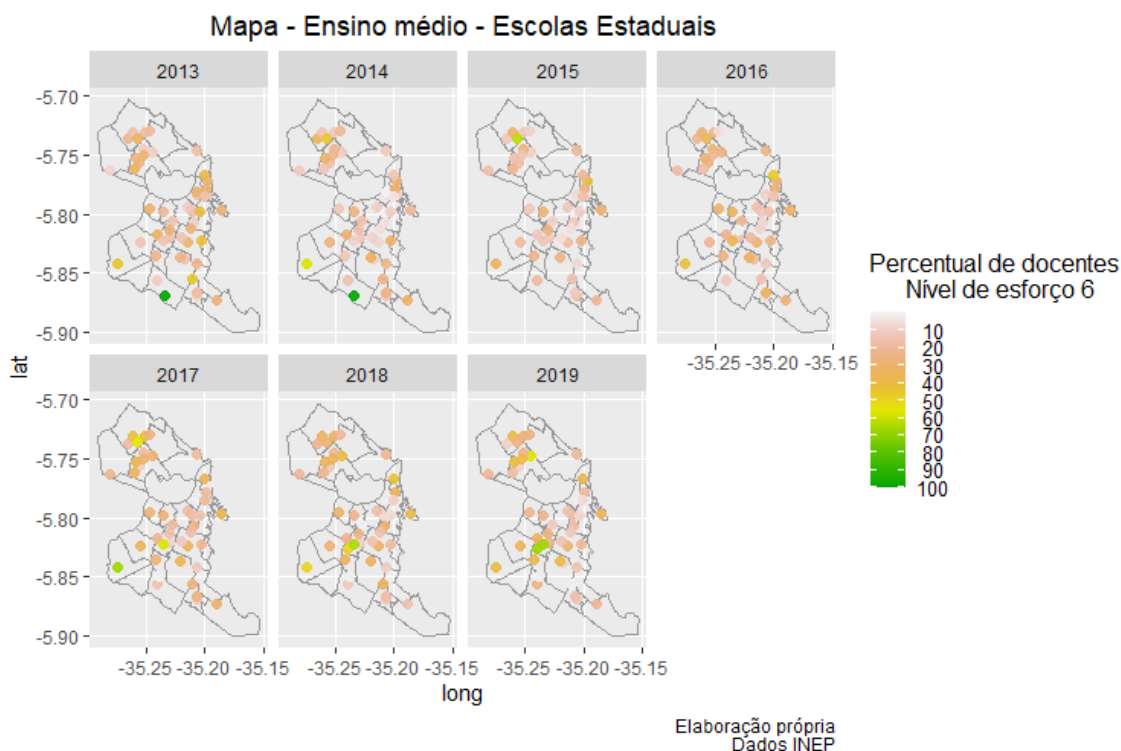 Mapa - Ensino médio - Escolas Estaduais
2013
2014
2015
2016
-5.70
-5.75
-5.80
-5.85
-5.90
-35.25 -35.20 -35.15
lat
2017
2018
2019
-5.70
-5.75
-5.80
-5.85
-5.90
-35.25 -35.20 -35.15
-35.25 -35.20 -35.15
-35.25 -35.20 -35.15
long
Percentual de docentes
Nível de esforço 6
10
20
30
40
50
60
70
80
90
100
Elaboração própria
Dados INEP